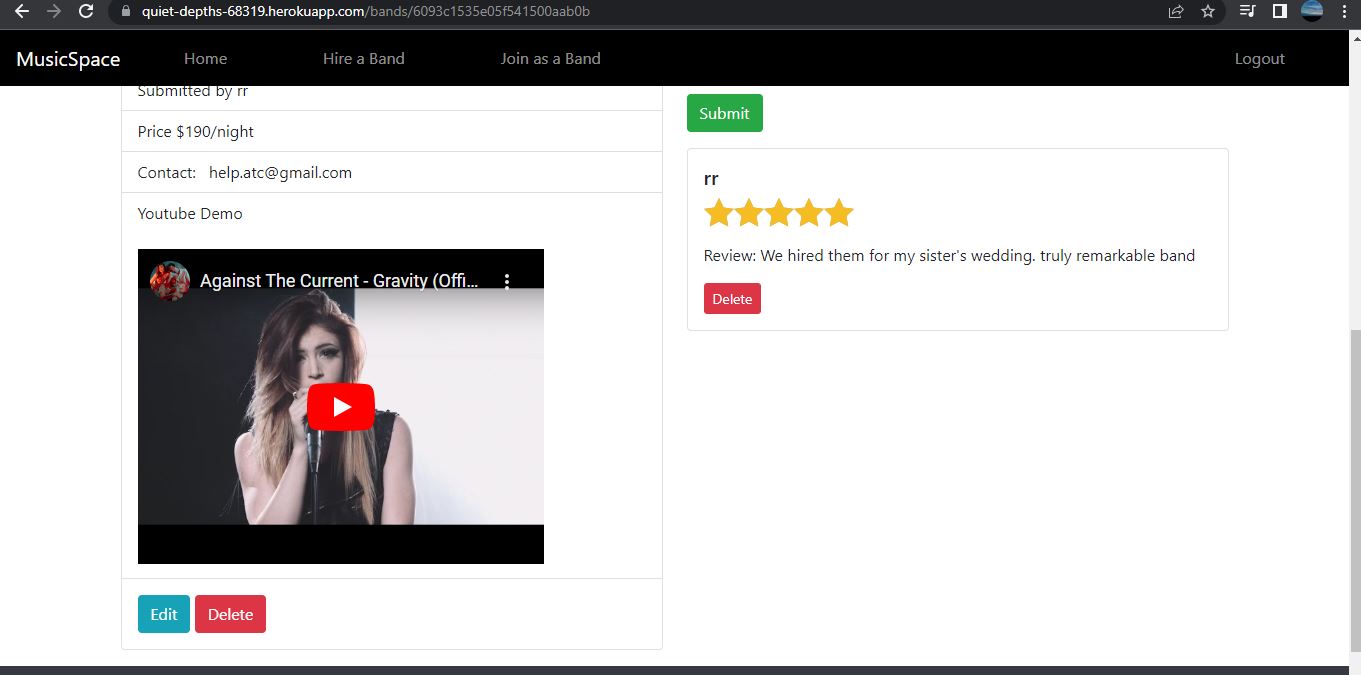 quiet-depths-68319.herokuapp.com/bands/6093c1535e05f541500aab0b
MusicSpace Home Hire a Band Join as a Band Logout
Submitted by rr
Price $190/night
Contact: help.atc@gmail.com
Youtube Demo
Against The Current - Gravity (Offi...
Edit Delete
Submit
rr
Review: We hired them for my sister's wedding. truly remarkable band
Delete